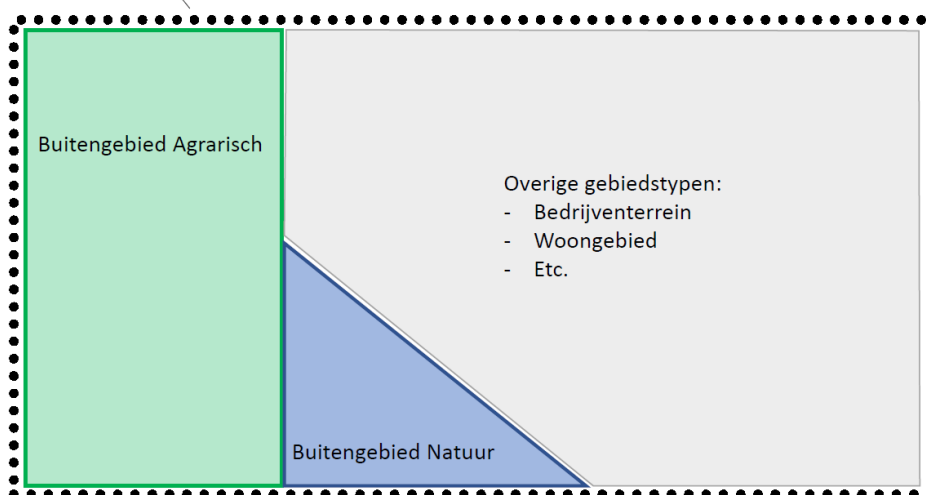 Buitengebied Agrarisch
Overige gebiedstypen:
- Bedrijventerrein
- Woongebied
- Etc.
Buitengebied Natuur